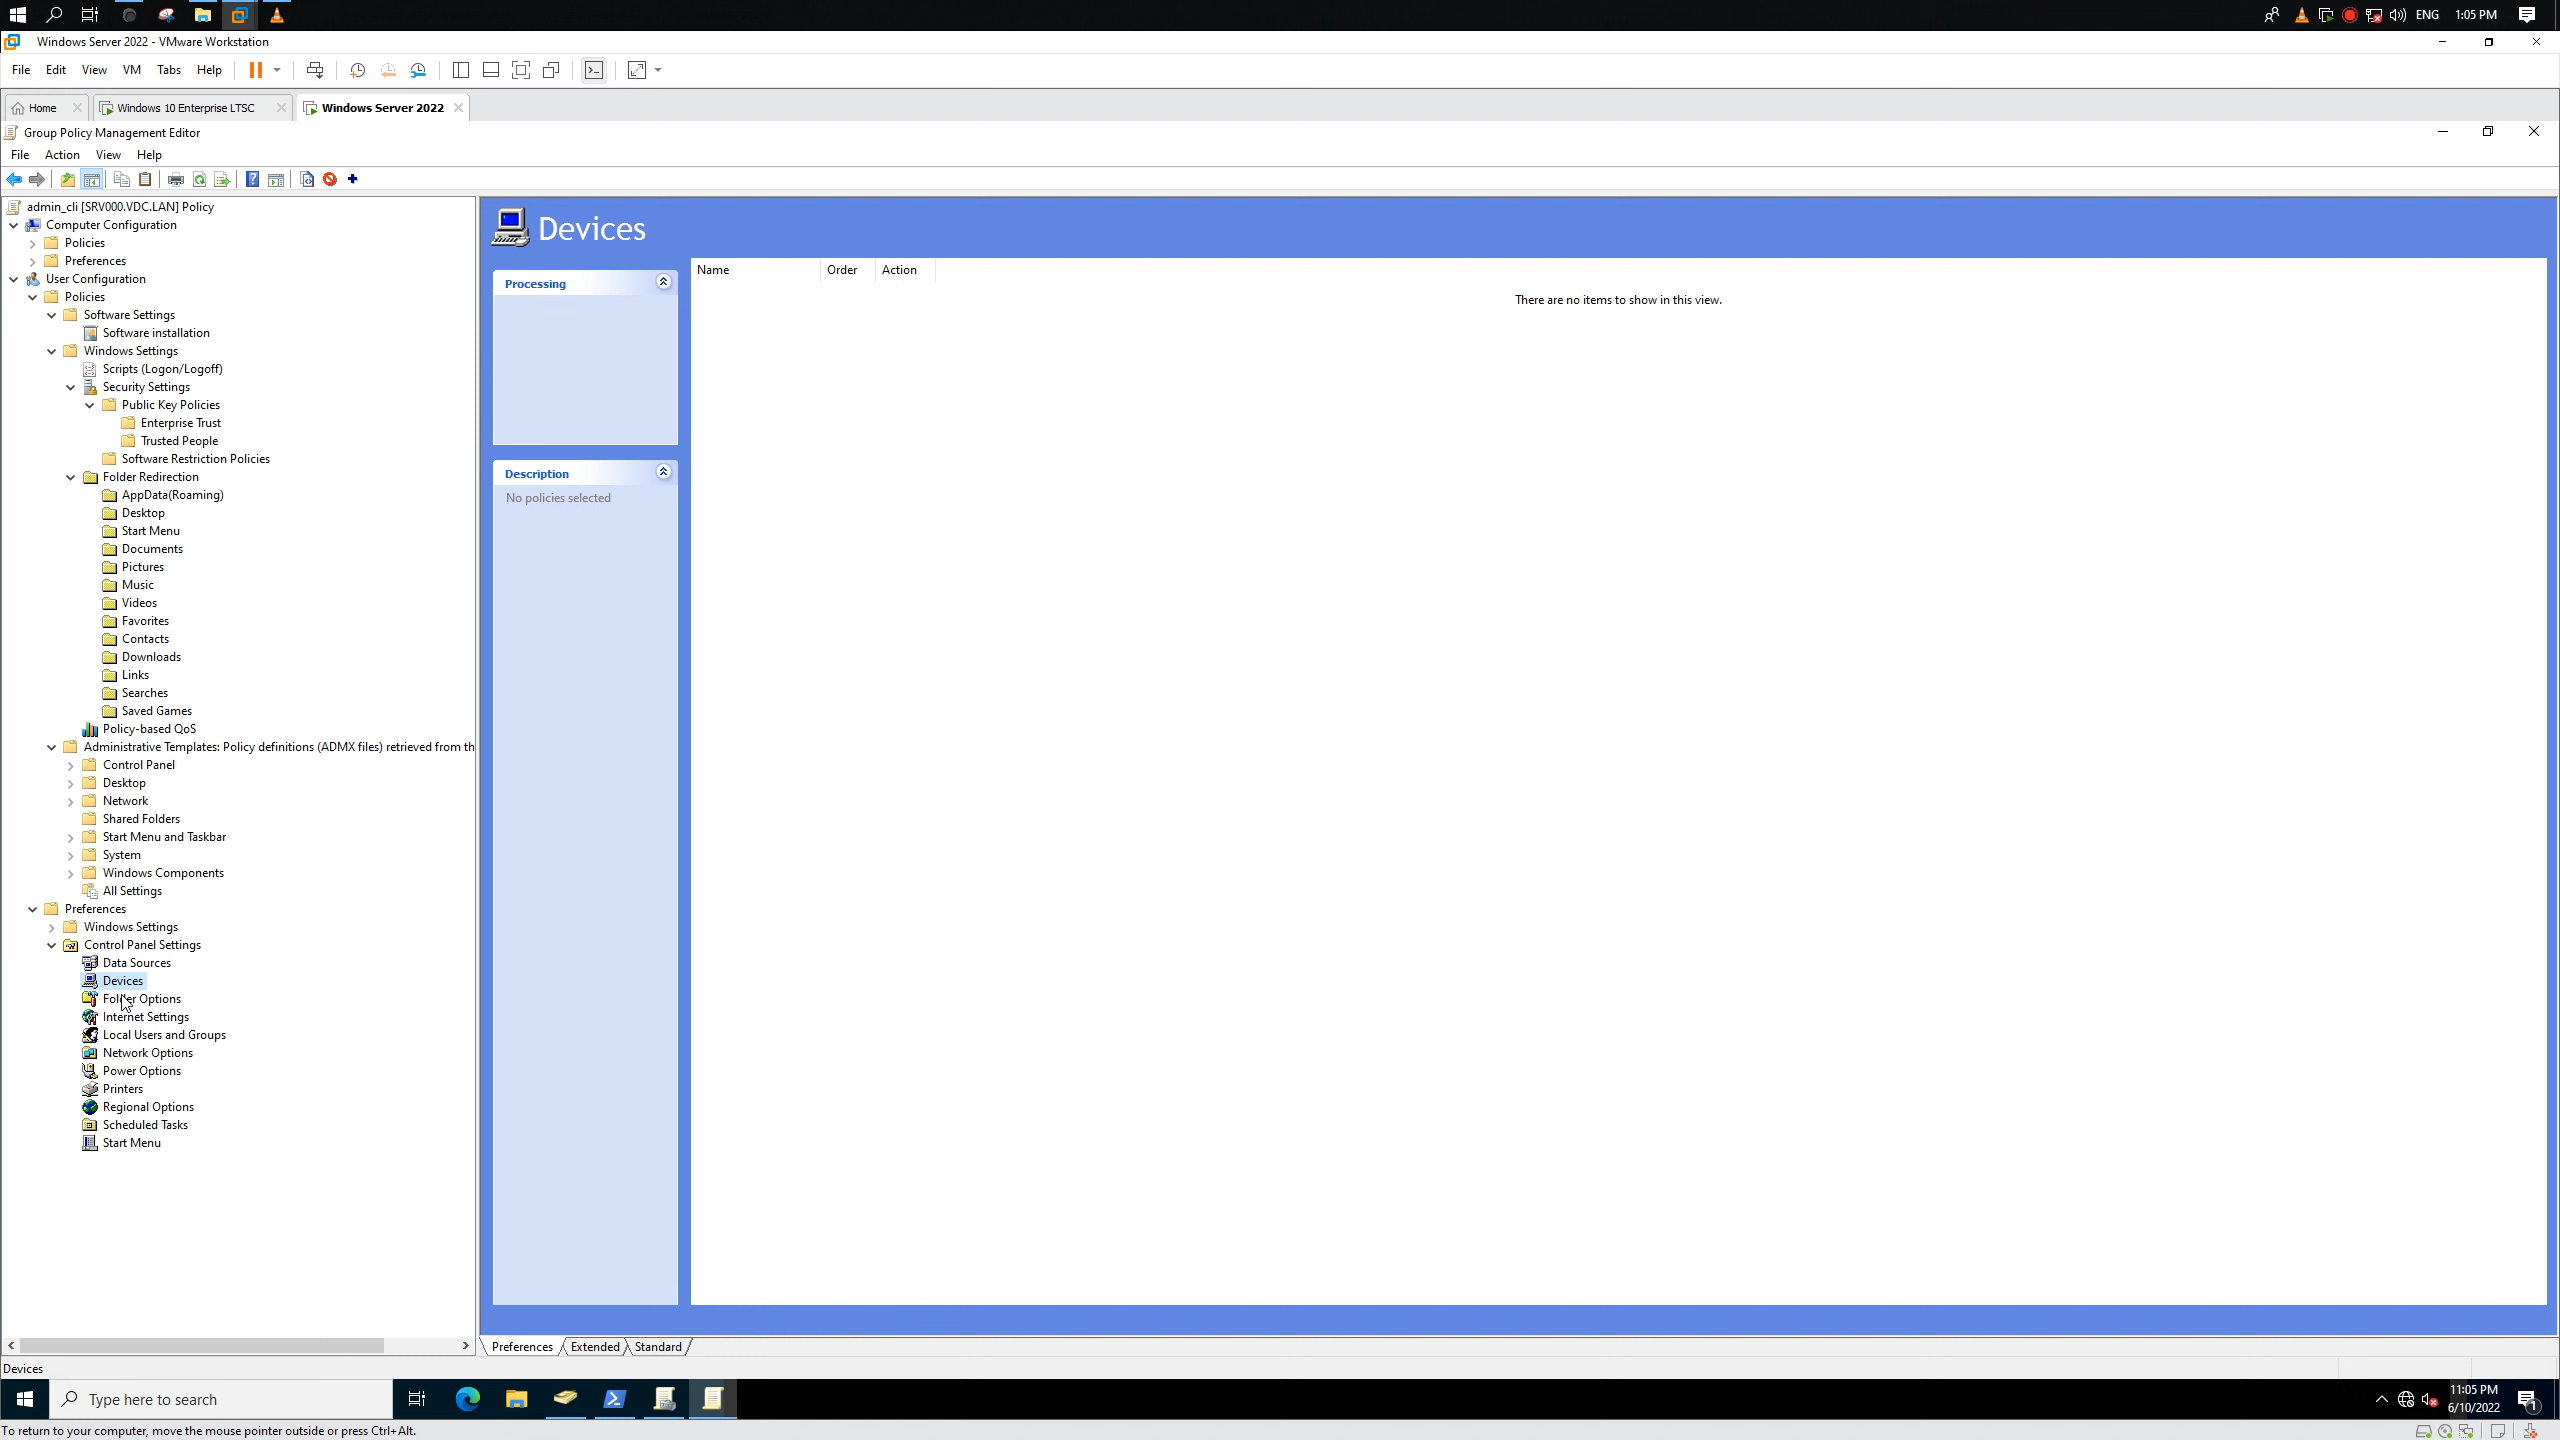 ENG
1:05 PM
Windows Server 2022 - VMware Workstation
File Edit View VM Tabs Help
Home
Windows 10 Enterprise LTSC
Windows Server 2022
Group Policy Management Editor
File Action View Help
admin_cli [SRV000.VDC.LAN] Policy
Computer Configuration
Policies
Preferences
User Configuration
Policies
Software Settings
Software installation
Windows Settings
Scripts (Logon/Logoff)
Security Settings
Public Key Policies
Enterprise Trust
Trusted People
Software Restriction Policies
Folder Redirection
AppData(Roaming)
Desktop
Start Menu
Documents
Pictures
Music
Videos
Favorites
Contacts
Downloads
Links
Searches
Saved Games
Policy-based QoS
Administrative Templates: Policy definitions (ADMX files) retrieved from th
Control Panel
Desktop
Network
Shared Folders
Start Menu and Taskbar
System
Windows Components
All Settings
Preferences
Windows Settings
Control Panel Settings
Data Sources
Devices
Folder Options
Internet Settings
Local Users and Groups
Network Options
Power Options
Printers
Regional Options
Scheduled Tasks
Start Menu
Devices
Processing
Description
No policies selected
Name Order Action
There are no items to show in this view.
Preferences Extended Standard
Devices
Type here to search
11:05 PM
6/10/2022
1
To return to your computer, move the mouse pointer outside or press Ctrl+Alt.